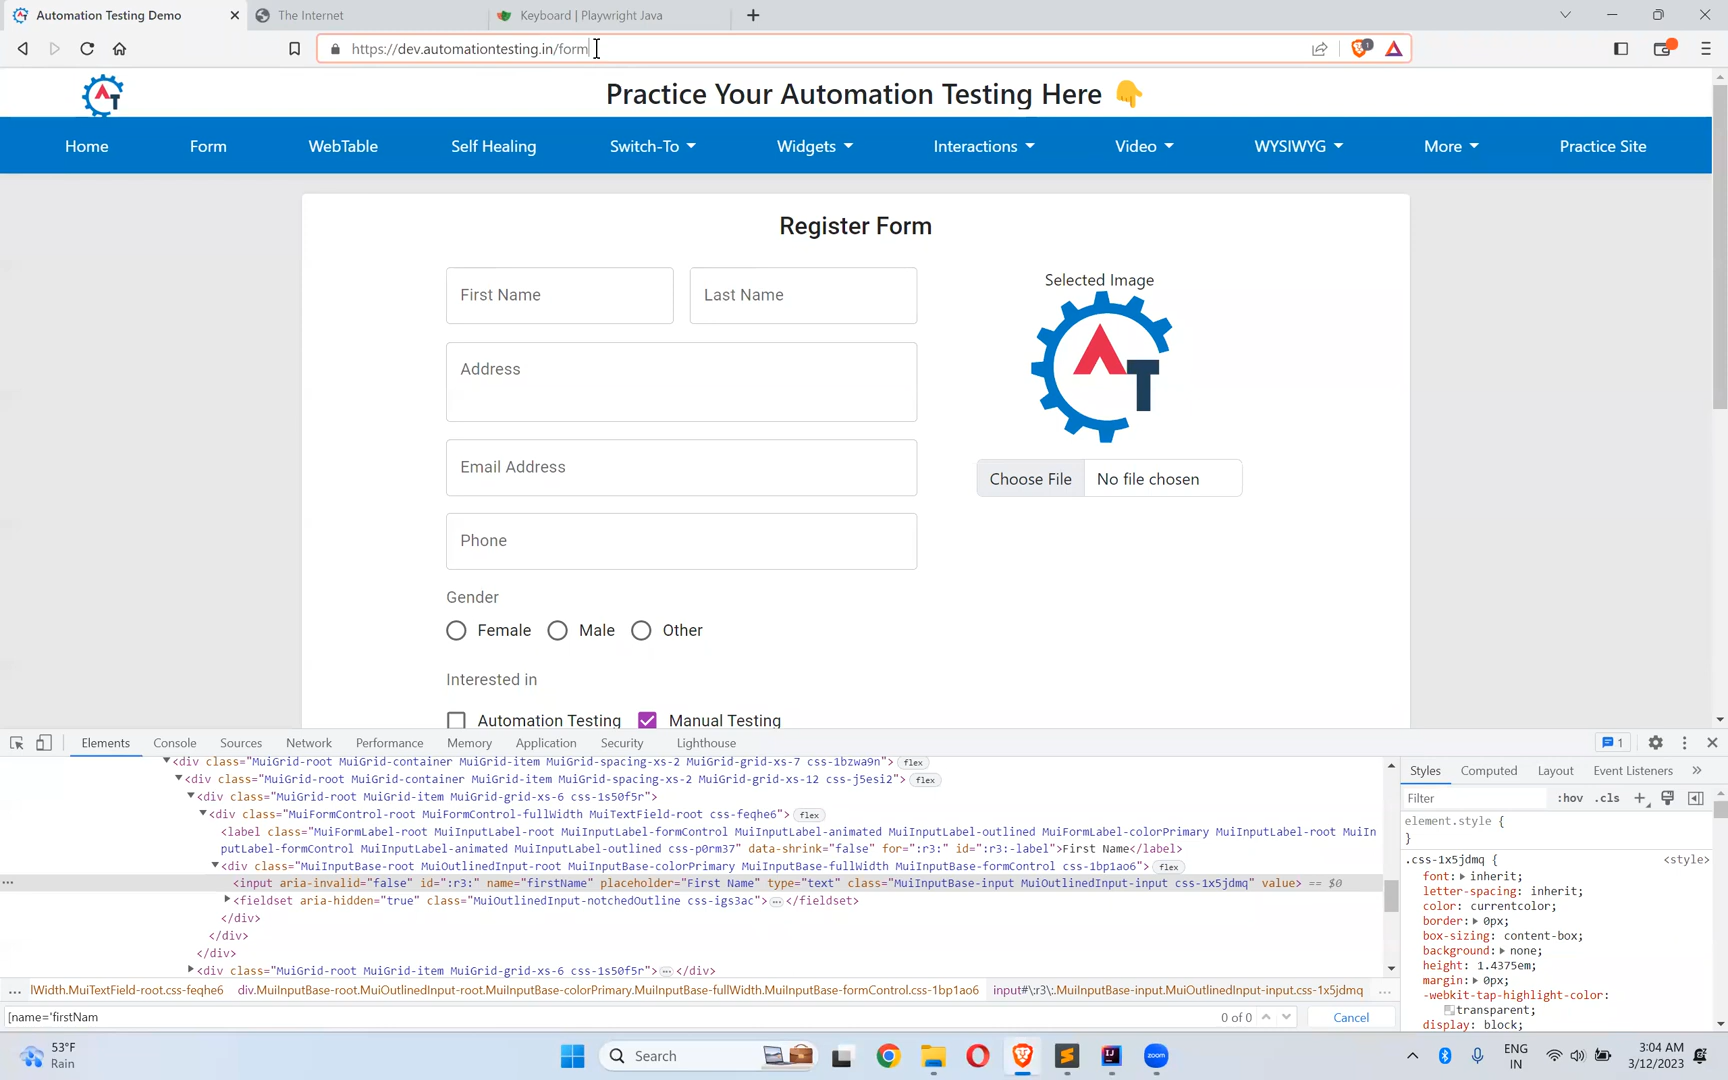 Automation Testing Demo
The Internet
Keyboard | Playwright Java
https://dev.automationtesting.in/form
1
Practice Your Automation Testing Here 👇
AT
Home
Form
WebTable
Self Healing
Switch-To
Widgets
Interactions
Video
WYSIWYG
More
Practice Site
Register Form
First Name
Last Name
Selected Image
AT
Address
Email Address
Choose File
No file chosen
Phone
Gender
Female
Male
Other
Interested in
Automation Testing
Manual Testing
Elements
Console
Sources
Network
Performance
Memory
Application
Security
Lighthouse
1
<div class="MuiGrid-root MuiGrid-container MuiGrid-item MuiGrid-spacing-xs-2 MuiGrid-grid-xs-7 css-1bzwa9n"> flex
<div class="MuiGrid-root MuiGrid-container MuiGrid-item MuiGrid-spacing-xs-2 MuiGrid-grid-xs-12 css-j5esi2"> flex
<div class="MuiGrid-root MuiGrid-item MuiGrid-grid-xs-6 css-1s50f5r">
<div class="MuiFormControl-root MuiFormControl-fullWidth MuiTextField-root css-feqhe6"> flex
<label class="MuiFormLabel-root MuiInputLabel-root MuiInputLabel-formControl MuiInputLabel-animated MuiInputLabel-outlined MuiFormLabel-colorPrimary MuiInputLabel-root MuiIn
putLabel-formControl MuiInputLabel-animated MuiInputLabel-outlined css-p0rm37" data-shrink="false" for=":r3:" id=":r3:-label">First Name</label>
<div class="MuiInputBase-root MuiOutlinedInput-root MuiInputBase-colorPrimary MuiInputBase-fullWidth MuiInputBase-formControl css-1bp1ao6"> flex
<input aria-invalid="false" id=":r3:" name="firstName" placeholder="First Name" type="text" class="MuiInputBase-input MuiOutlinedInput-input css-1x5jdmq" value> == $0
<fieldset aria-hidden="true" class="MuiOutlinedInput-notchedOutline css-igs3ac"> … </fieldset>
</div>
</div>
</div>
<div class="MuiGrid-root MuiGrid-item MuiGrid-grid-xs-6 css-1s50f5r"> … </div>
... lWidth.MuiTextField-root.css-feqhe6
div.MuiInputBase-root.MuiOutlinedInput-root.MuiInputBase-colorPrimary.MuiInputBase-fullWidth.MuiInputBase-formControl.css-1bp1ao6
input#\:r3\:.MuiInputBase-input.MuiOutlinedInput-input.css-1x5jdmq
...
[name='firstNam
0 of 0
Cancel
Styles
Computed
Layout
Event Listeners
Filter
:hov
.cls
element.style {
}
.css-1x5jdmq {
<style>
font: inherit;
letter-spacing: inherit;
color: currentcolor;
border: 0px;
box-sizing: content-box;
background: none;
height: 1.4375em;
margin: 0px;
-webkit-tap-highlight-color:
transparent;
display: block;
53°F
Rain
Search
zoom
ENG
IN
3:04 AM
3/12/2023